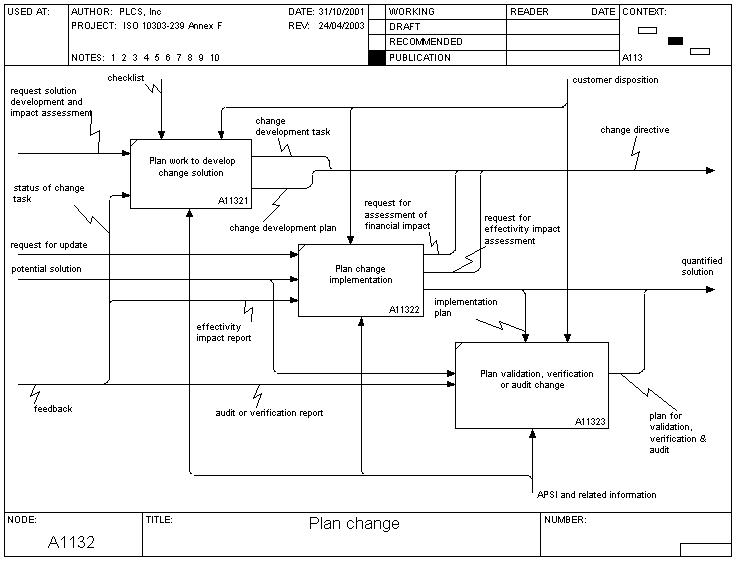 USED AT:
AUTHOR: PLCS, Inc
DATE: 31/10/2001
PROJECT: ISO 10303-239 Annex F
REV: 24/04/2003
NOTES: 1 2 3 4 5 6 7 8 9 10
WORKING
DRAFT
RECOMMENDED
PUBLICATION
READER
DATE
CONTEXT:
A113
checklist
customer disposition
request solution
development and
impact assessment
change
development task
change directive
Plan work to develop
change solution
A11321
status of change
task
change development plan
request for
assessment of
financial impact
request for
effectivity impact
assessment
request for update
potential solution
Plan change
implementation
A11322
quantified
solution
effectivity
impact report
implementation
plan
Plan validation, verification
or audit change
A11323
feedback
audit or verification report
plan for
validation,
verification &
audit
APSI and related information
NODE:
A1132
TITLE:
Plan change
NUMBER: